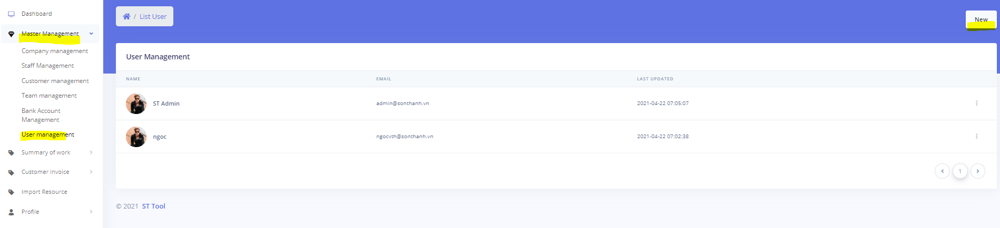 Dashboard
Master Management
Company management
Staff Management
Customer management
Team management
Bank Account
Management
User management
Summary of work
Customer invoice
Import Resource
Profile
/ List User
New
User Management
NAME EMAIL LAST UPDATED
ST Admin admin@sonthanh.vn 2021-04-22 07:05:07
ngoc ngocvth@sonthanh.vn 2021-04-22 07:02:38
1
© 2021 ST Tool